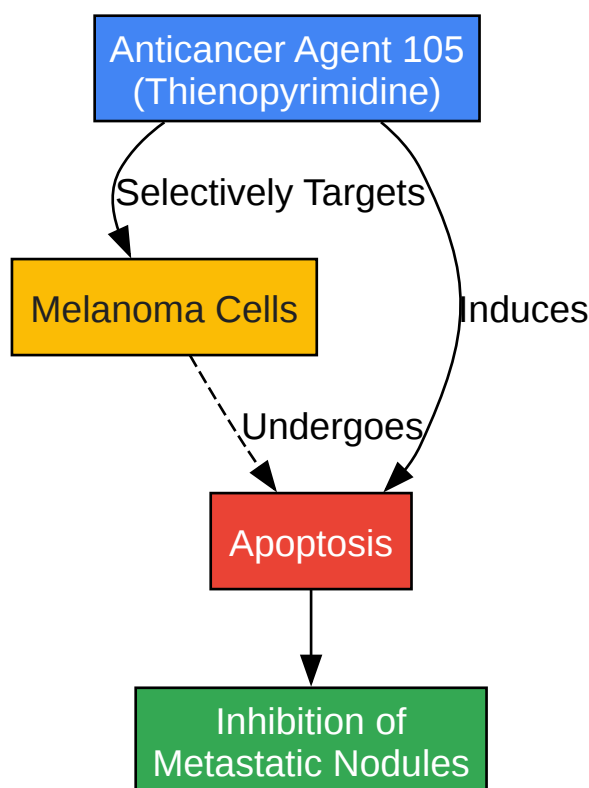 Anticancer Agent 105
(Thienopyrimidine)
Selectively Targets
Melanoma Cells
Induces
Undergoes
Apoptosis
Inhibition of
Metastatic Nodules